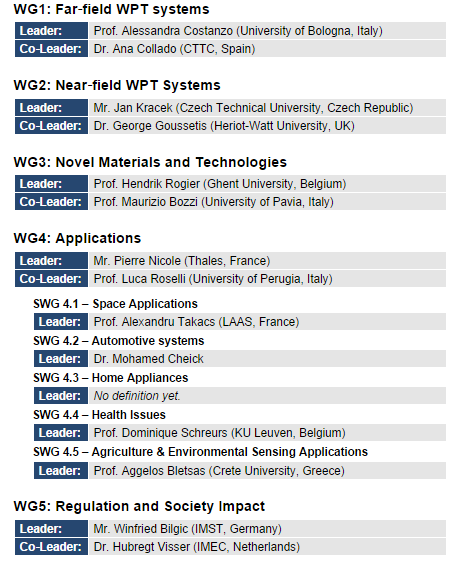 WG1: Far-field WPT systems
Leader: Prof. Alessandra Costanzo (University of Bologna, Italy)
Co-Leader: Dr. Ana Collado (CTTC, Spain)
WG2: Near-field WPT Systems
Leader: Mr. Jan Kracek (Czech Technical University, Czech Republic)
Co-Leader: Dr. George Goussetis (Heriot-Watt University, UK)
WG3: Novel Materials and Technologies
Leader: Prof. Hendrik Rogier (Ghent University, Belgium)
Co-Leader: Prof. Maurizio Bozzi (University of Pavia, Italy)
WG4: Applications
Leader: Mr. Pierre Nicole (Thales, France)
Co-Leader: Prof. Luca Roselli (University of Perugia, Italy)
SWG 4.1 – Space Applications
Leader: Prof. Alexandru Takacs (LAAS, France)
SWG 4.2 – Automotive systems
Leader: Dr. Mohamed Cheick
SWG 4.3 – Home Appliances
Leader: No definition yet.
SWG 4.4 – Health Issues
Leader: Prof. Dominique Schreurs (KU Leuven, Belgium)
SWG 4.5 – Agriculture & Environmental Sensing Applications
Leader: Prof. Aggelos Bletsas (Crete University, Greece)
WG5: Regulation and Society Impact
Leader: Mr. Winfried Bilgic (IMST, Germany)
Co-Leader: Dr. Hubregt Visser (IMEC, Netherlands)